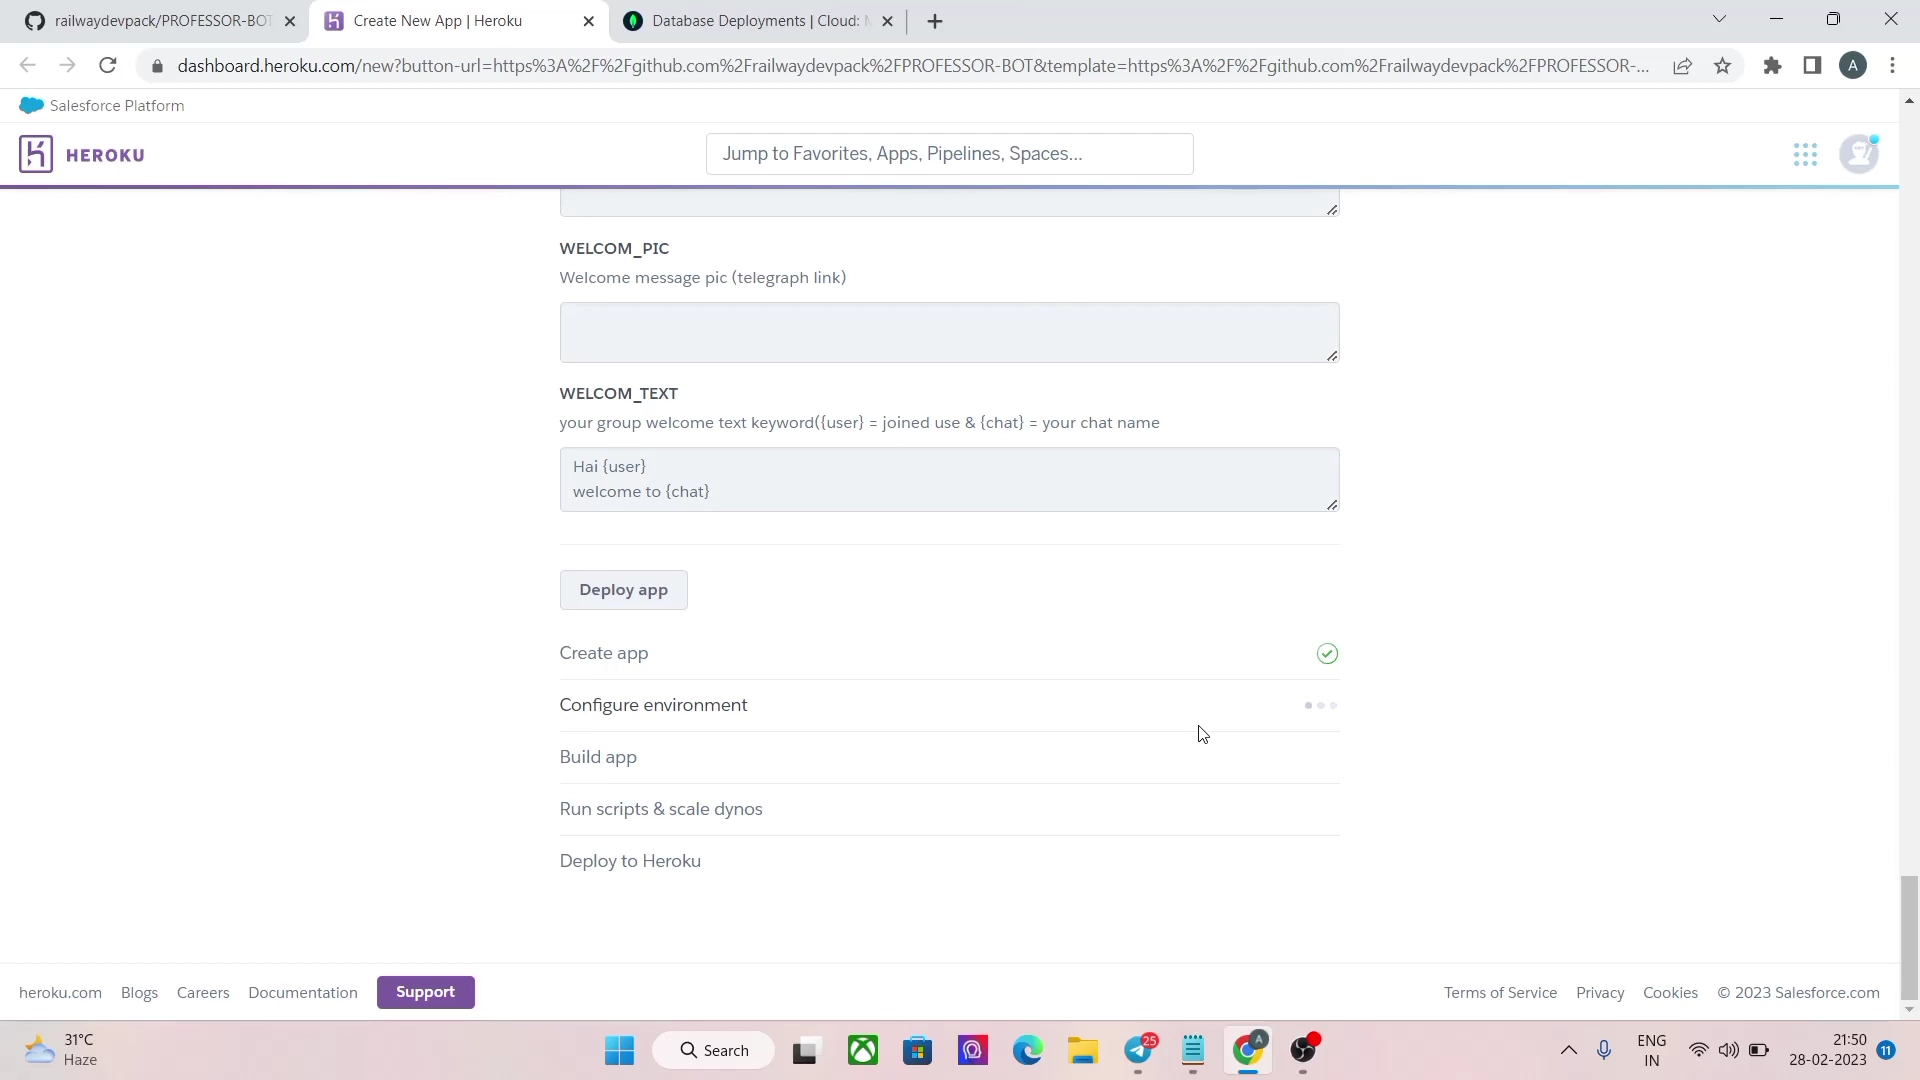 railwaydevpack/PROFESSOR-BOT
Create New App | Heroku
Database Deployments | Cloud:
dashboard.heroku.com/new?button-url=https%3A%2F%2Fgithub.com%2Frailwaydevpack%2FPROFESSOR-BOT&template=https%3A%2F%2Fgithub.com%2Frailwaydevpack%2FPROFESSOR-...
A
Salesforce Platform
HEROKU
Jump to Favorites, Apps, Pipelines, Spaces...
WELCOM_PIC
Welcome message pic (telegraph link)
WELCOM_TEXT
your group welcome text keyword({user} = joined use & {chat} = your chat name
Hai {user}
welcome to {chat}
Deploy app
Create app
Configure environment
Build app
Run scripts & scale dynos
Deploy to Heroku
heroku.com
Blogs
Careers
Documentation
Support
Terms of Service
Privacy
Cookies
© 2023 Salesforce.com
31°C
Haze
Search
25
A
ENG
IN
21:50
28-02-2023
11